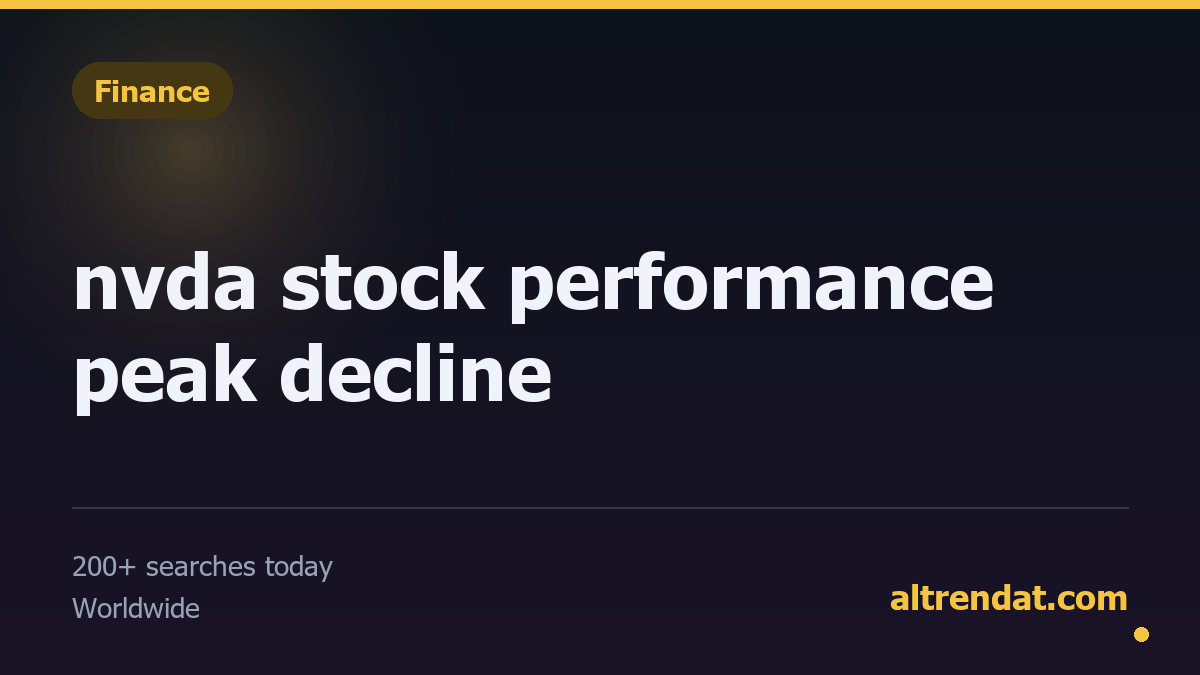 Finance
nvda stock performance
peak decline
200+ searches today
Worldwide
altrendat.com